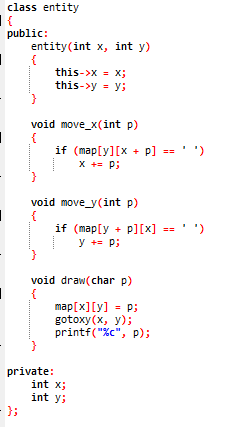 class entity
{
public:
    entity(int x, int y)
    {
        this->x = x;
        this->y = y;
    }

    void move_x(int p)
    {
        if (map[y][x + p] == ' ')
            x += p;
    }

    void move_y(int p)
    {
        if (map[y + p][x] == ' ')
            y += p;
    }

    void draw(char p)
    {
        map[x][y] = p;
        gotoxy(x, y);
        printf("%c", p);
    }

private:
    int x;
    int y;
};